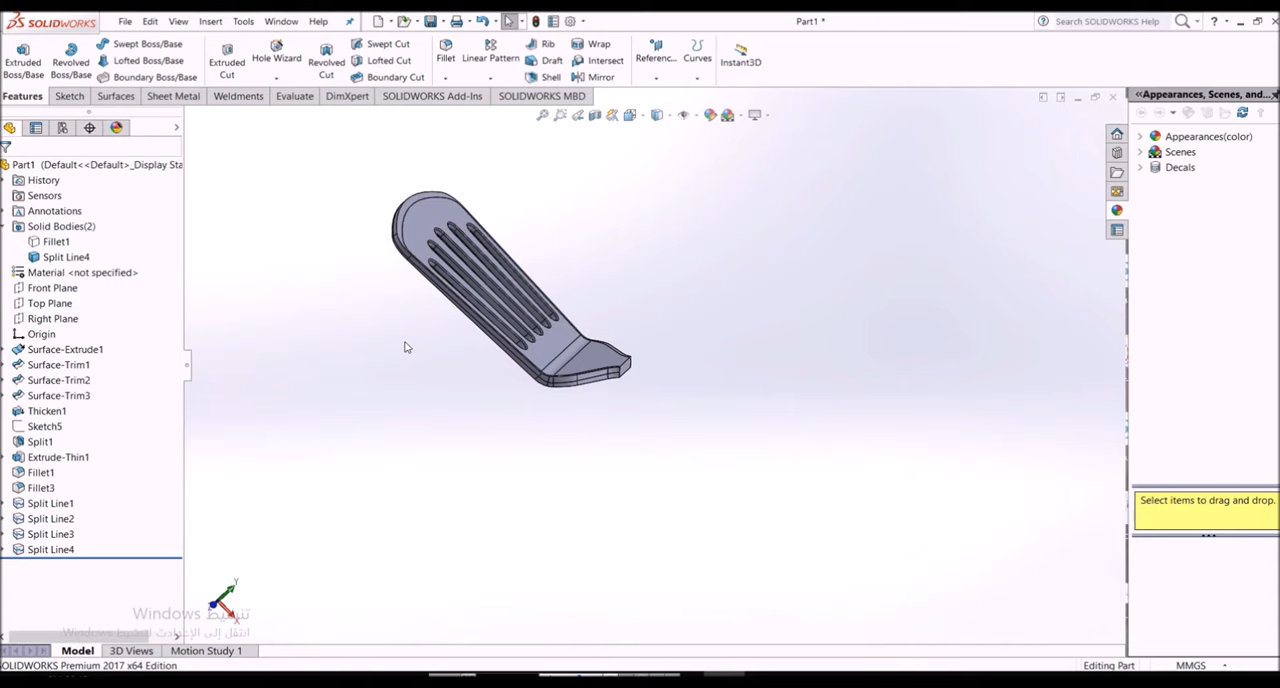 SOLIDWORKS
File Edit View Insert Tools Window Help
Part1 *
Search SOLIDWORKS Help
Extruded Boss/Base
Revolved Boss/Base
Swept Boss/Base
Lofted Boss/Base
Boundary Boss/Base
Extruded Cut
Hole Wizard
Revolved Cut
Swept Cut
Lofted Cut
Boundary Cut
Fillet
Linear Pattern
Rib
Draft
Shell
Wrap
Intersect
Mirror
Referenc...
Curves
Instant3D
Features Sketch Surfaces Sheet Metal Weldments Evaluate DimXpert SOLIDWORKS Add-Ins SOLIDWORKS MBD
Part1 (Default<<Default>_Display Sta
History
Sensors
Annotations
Solid Bodies(2)
Fillet1
Split Line4
Material <not specified>
Front Plane
Top Plane
Right Plane
Origin
Surface-Extrude1
Surface-Trim1
Surface-Trim2
Surface-Trim3
Thicken1
Sketch5
Split1
Extrude-Thin1
Fillet1
Fillet3
Split Line1
Split Line2
Split Line3
Split Line4
Y
X
تنشيط Windows
انتقل إلى الإعدادات لتنشيط Windows
«Appearances, Scenes, and...
Appearances(color)
Scenes
Decals
Select items to drag and drop.
Model 3D Views Motion Study 1
SOLIDWORKS Premium 2017 x64 Edition
Editing Part
MMGS